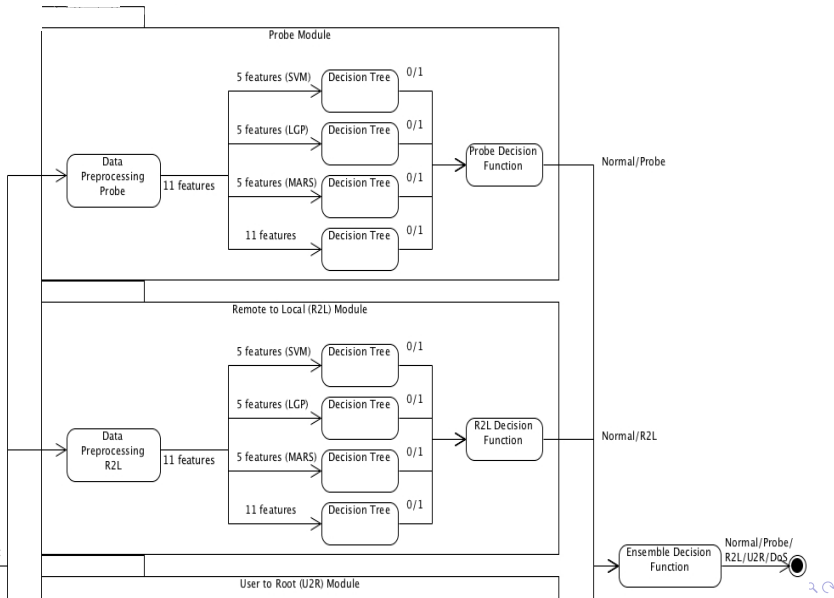 Probe Module
5 features (SVM)
Decision Tree
0/1
5 features (LGP)
Decision Tree
0/1
5 features (MARS)
Decision Tree
0/1
11 features
Decision Tree
0/1
Data
Preprocessing
Probe
11 features
Probe Decision
Function
Normal/Probe
Remote to Local (R2L) Module
5 features (SVM)
Decision Tree
0/1
5 features (LGP)
Decision Tree
0/1
5 features (MARS)
Decision Tree
0/1
11 features
Decision Tree
0/1
Data
Preprocessing
R2L
11 features
R2L Decision
Function
Normal/R2L
Ensemble Decision
Function
Normal/Probe/
R2L/U2R/DoS
User to Root (U2R) Module